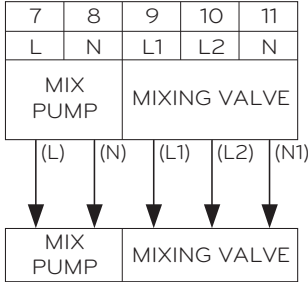 7 8 9 10 11
L N L1 L2 N
MIX PUMP MIXING VALVE
(L) (N) (L1) (L2) (N1)
MIX PUMP MIXING VALVE